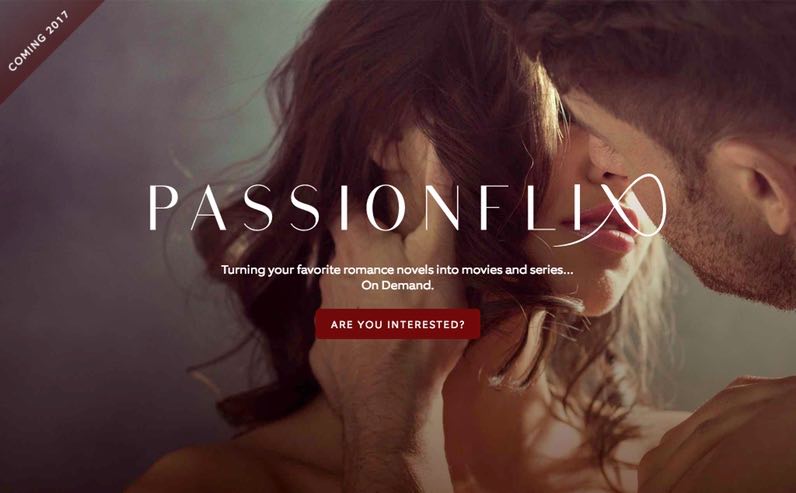 COMING 2017
PASSIONFLIX
Turning your favorite romance novels into movies and series...
On Demand.
ARE YOU INTERESTED?